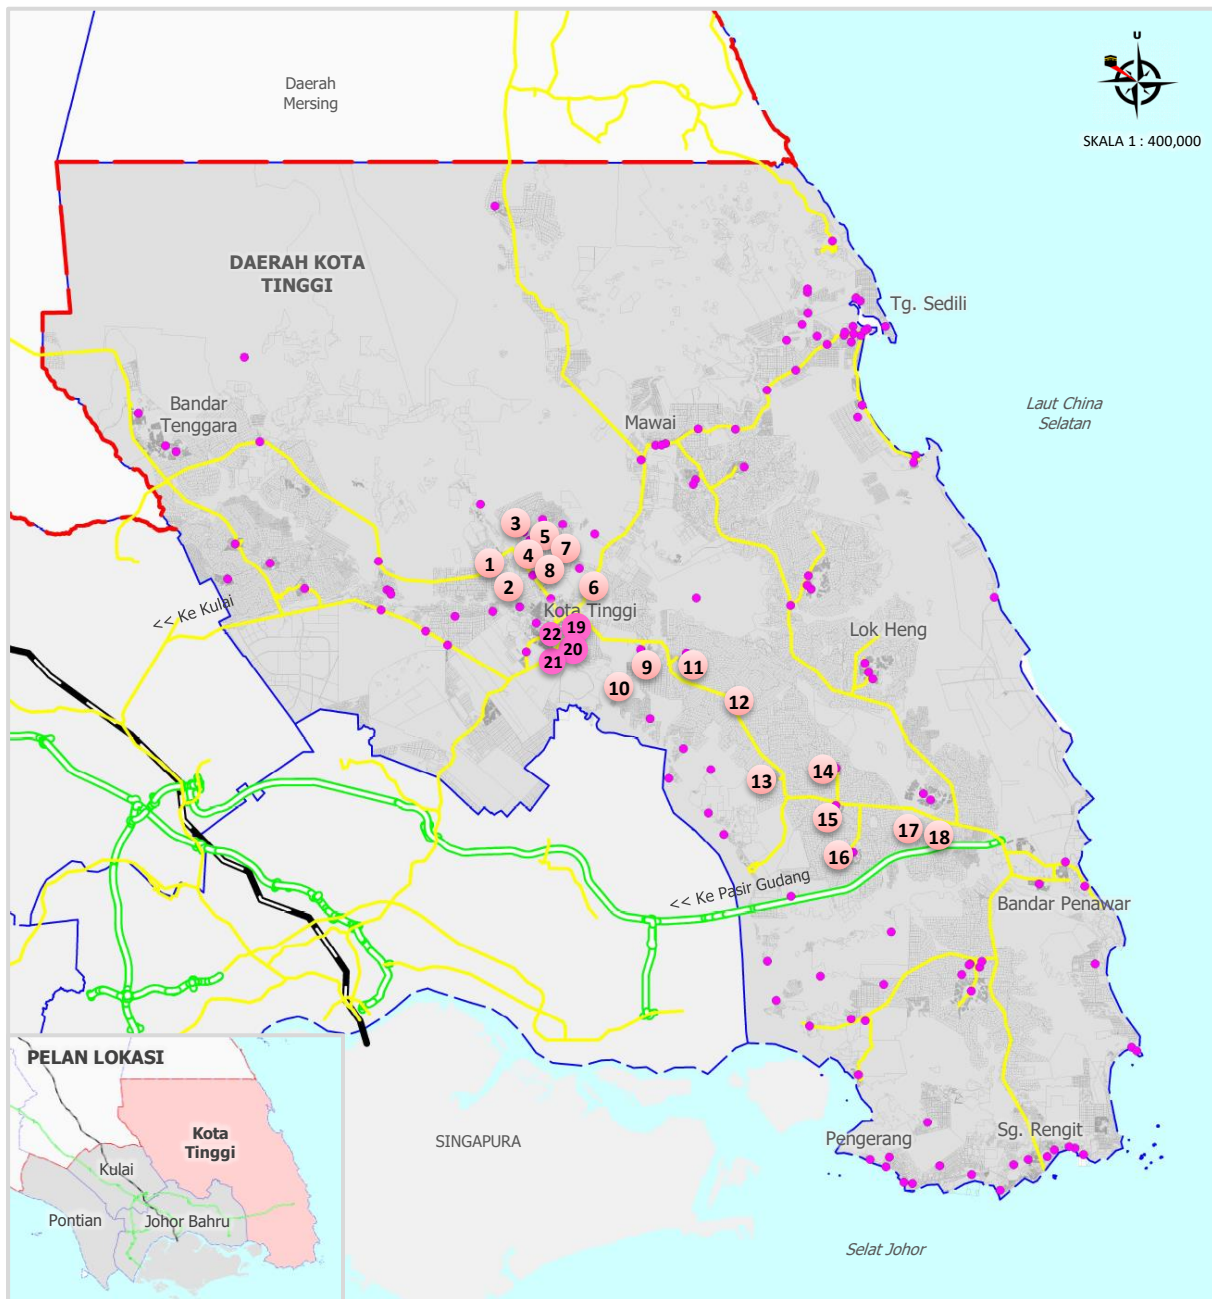 Daerah
Mersing
U
SKALA 1 : 400,000
DAERAH KOTA
TINGGI
Tg. Sedili
Bandar
Tenggara
Mawai
Laut China
Selatan
3
5
7
4
1
8
2
6
<< Ke Kulai
Kota Tinggi
22
19
20
21
Lok Heng
9
11
10
12
13
14
15
16
17
18
<< Ke Pasir Gudang
Bandar Penawar
PELAN LOKASI
Kota
Tinggi
Kulai
Pontian
Johor Bahru
SINGAPURA
Pengerang
Sg. Rengit
Selat Johor